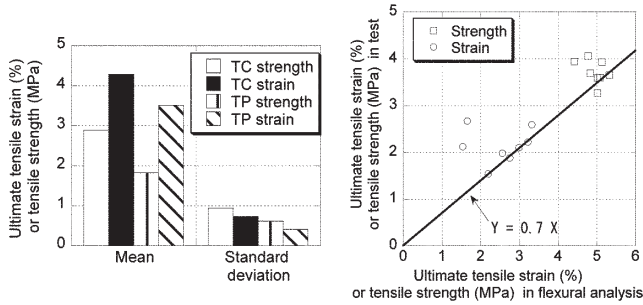 Ultimate tensile strain (%)
or tensile strength (MPa)
5
4
3
2
1
0
TC strength
TC strain
TP strength
TP strain
Mean
Standard
deviation
Ultimate tensile strain (%)
or tensile strength (MPa) in test
5
4
3
2
1
0
Strength
Strain
Y = 0.7 X
0 1 2 3 4 5 6
Ultimate tensile strain (%)
or tensile strength (MPa) in flexural analysis